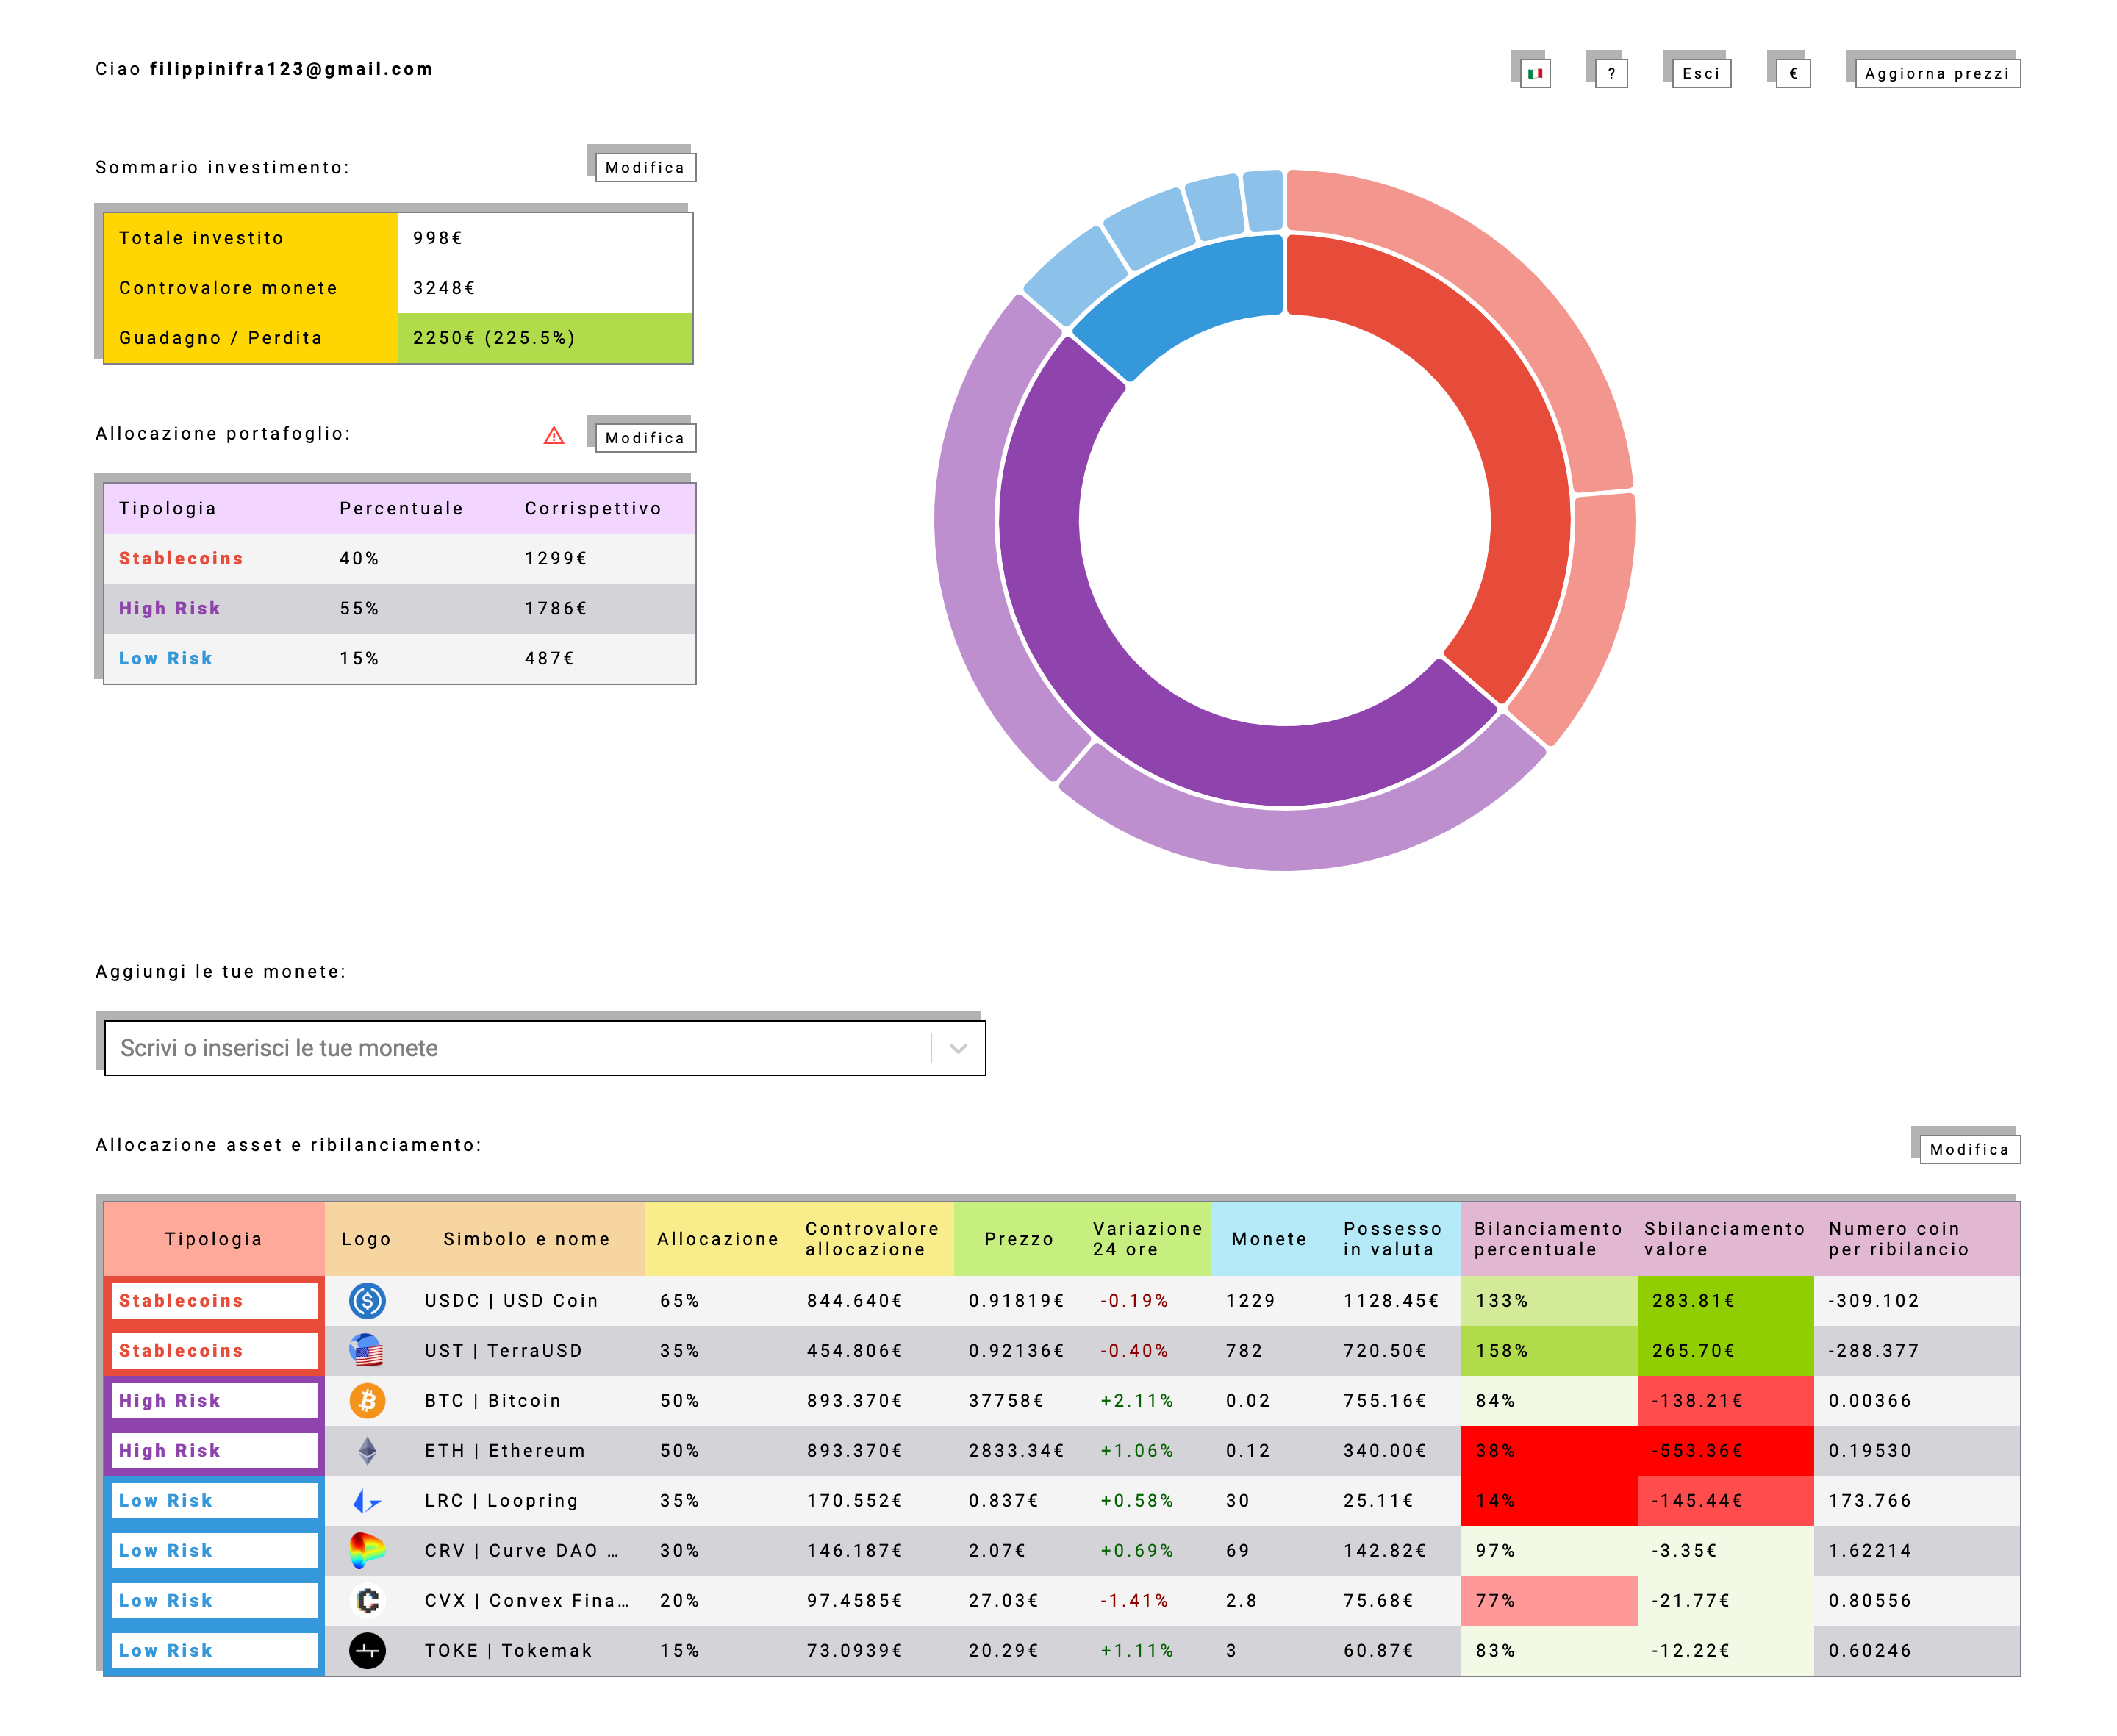 Ciao filippinifra123@gmail.com
? Esci € Aggiorna prezzi
Sommario investimento: Modifica
Totale investito 998€
Controvalore monete 3248€
Guadagno / Perdita 2250€ (225.5%)
Allocazione portafoglio: Modifica
Tipologia Percentuale Corrispettivo
Stablecoins 40% 1299€
High Risk 55% 1786€
Low Risk 15% 487€
Aggiungi le tue monete:
Scrivi o inserisci le tue monete
Allocazione asset e ribilanciamento: Modifica
Tipologia Logo Simbolo e nome Allocazione Controvalore allocazione Prezzo Variazione 24 ore Monete Possesso in valuta Bilanciamento percentuale Sbilanciamento valore Numero coin per ribilancio
Stablecoins USDC | USD Coin 65% 844.640€ 0.91819€ -0.19% 1229 1128.45€ 133% 283.81€ -309.102
Stablecoins UST | TerraUSD 35% 454.806€ 0.92136€ -0.40% 782 720.50€ 158% 265.70€ -288.377
High Risk BTC | Bitcoin 50% 893.370€ 37758€ +2.11% 0.02 755.16€ 84% -138.21€ 0.00366
High Risk ETH | Ethereum 50% 893.370€ 2833.34€ +1.06% 0.12 340.00€ 38% -553.36€ 0.19530
Low Risk LRC | Loopring 35% 170.552€ 0.837€ +0.58% 30 25.11€ 14% -145.44€ 173.766
Low Risk CRV | Curve DAO … 30% 146.187€ 2.07€ +0.69% 69 142.82€ 97% -3.35€ 1.62214
Low Risk CVX | Convex Fina… 20% 97.4585€ 27.03€ -1.41% 2.8 75.68€ 77% -21.77€ 0.80556
Low Risk TOKE | Tokemak 15% 73.0939€ 20.29€ +1.11% 3 60.87€ 83% -12.22€ 0.60246